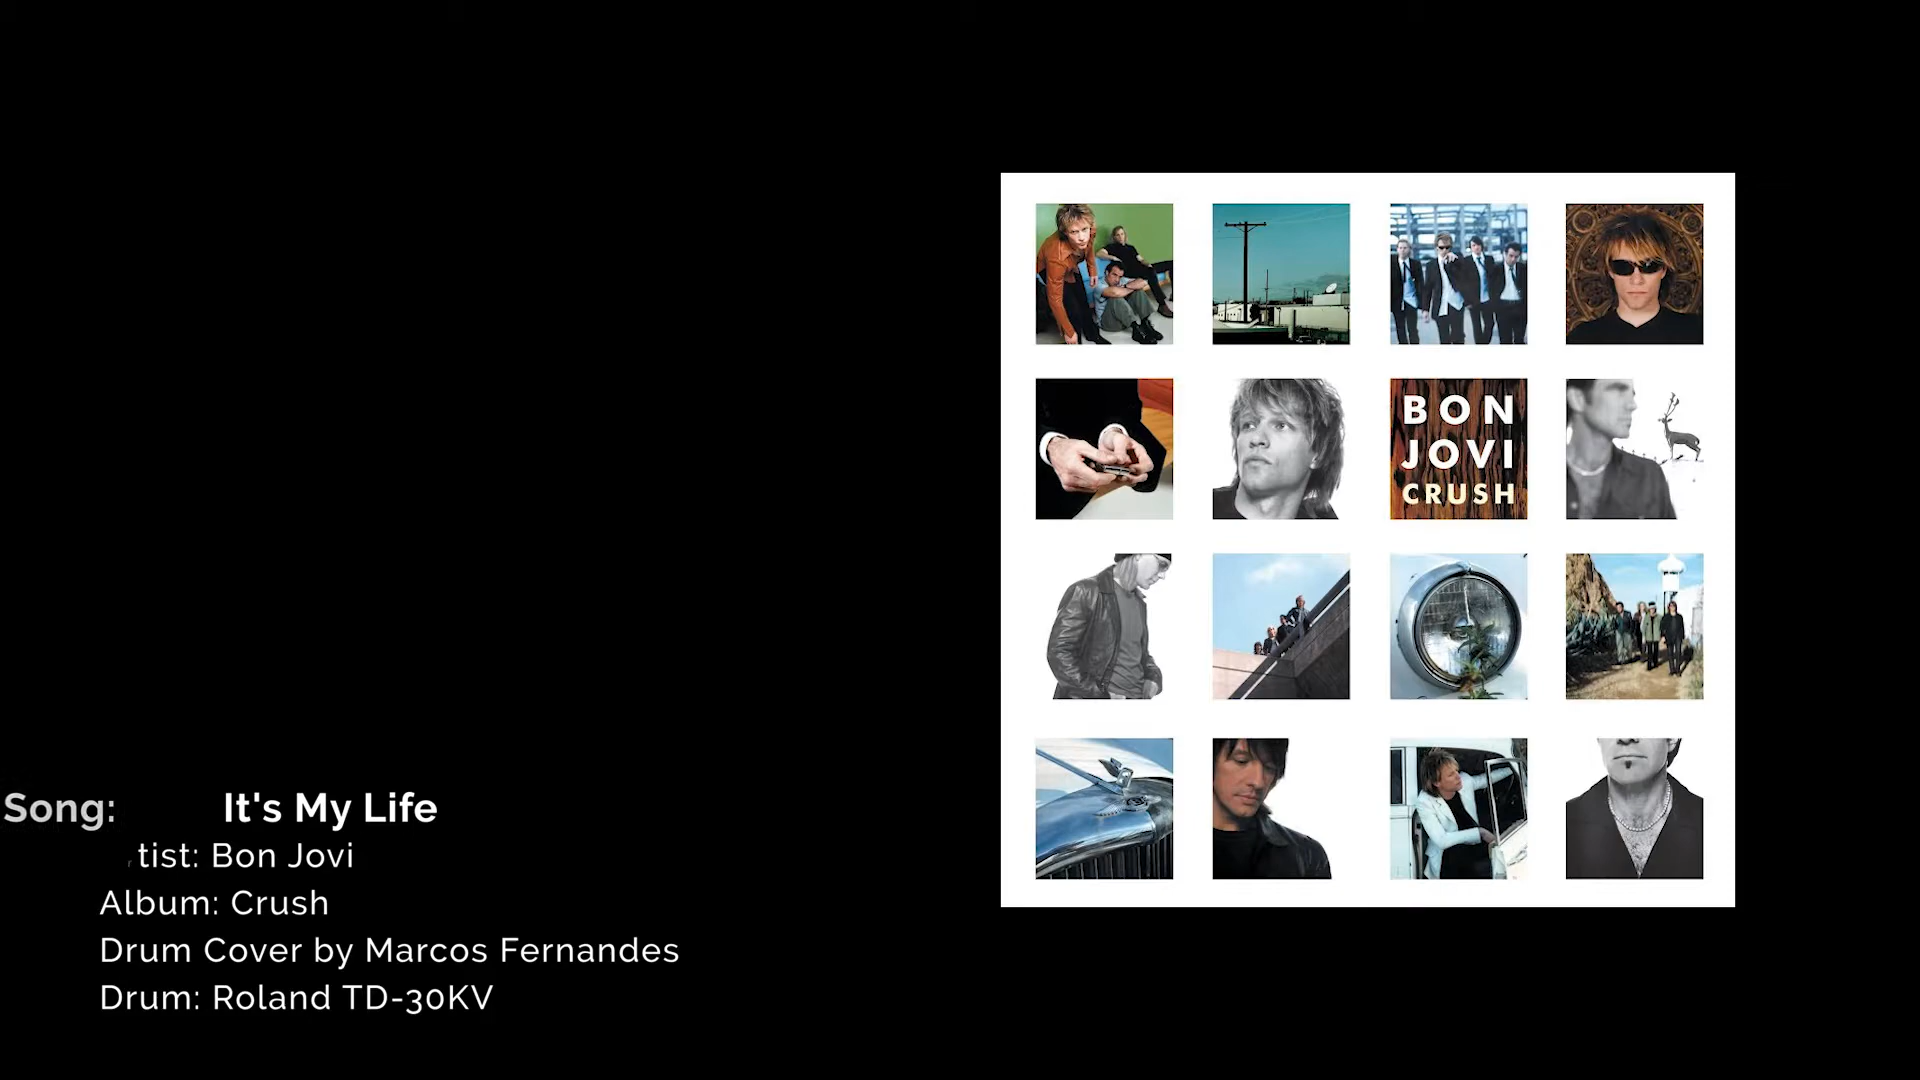 BON
JOVI
CRUSH
Song: It's My Life
tist: Bon Jovi
Album: Crush
Drum Cover by Marcos Fernandes
Drum: Roland TD-30KV